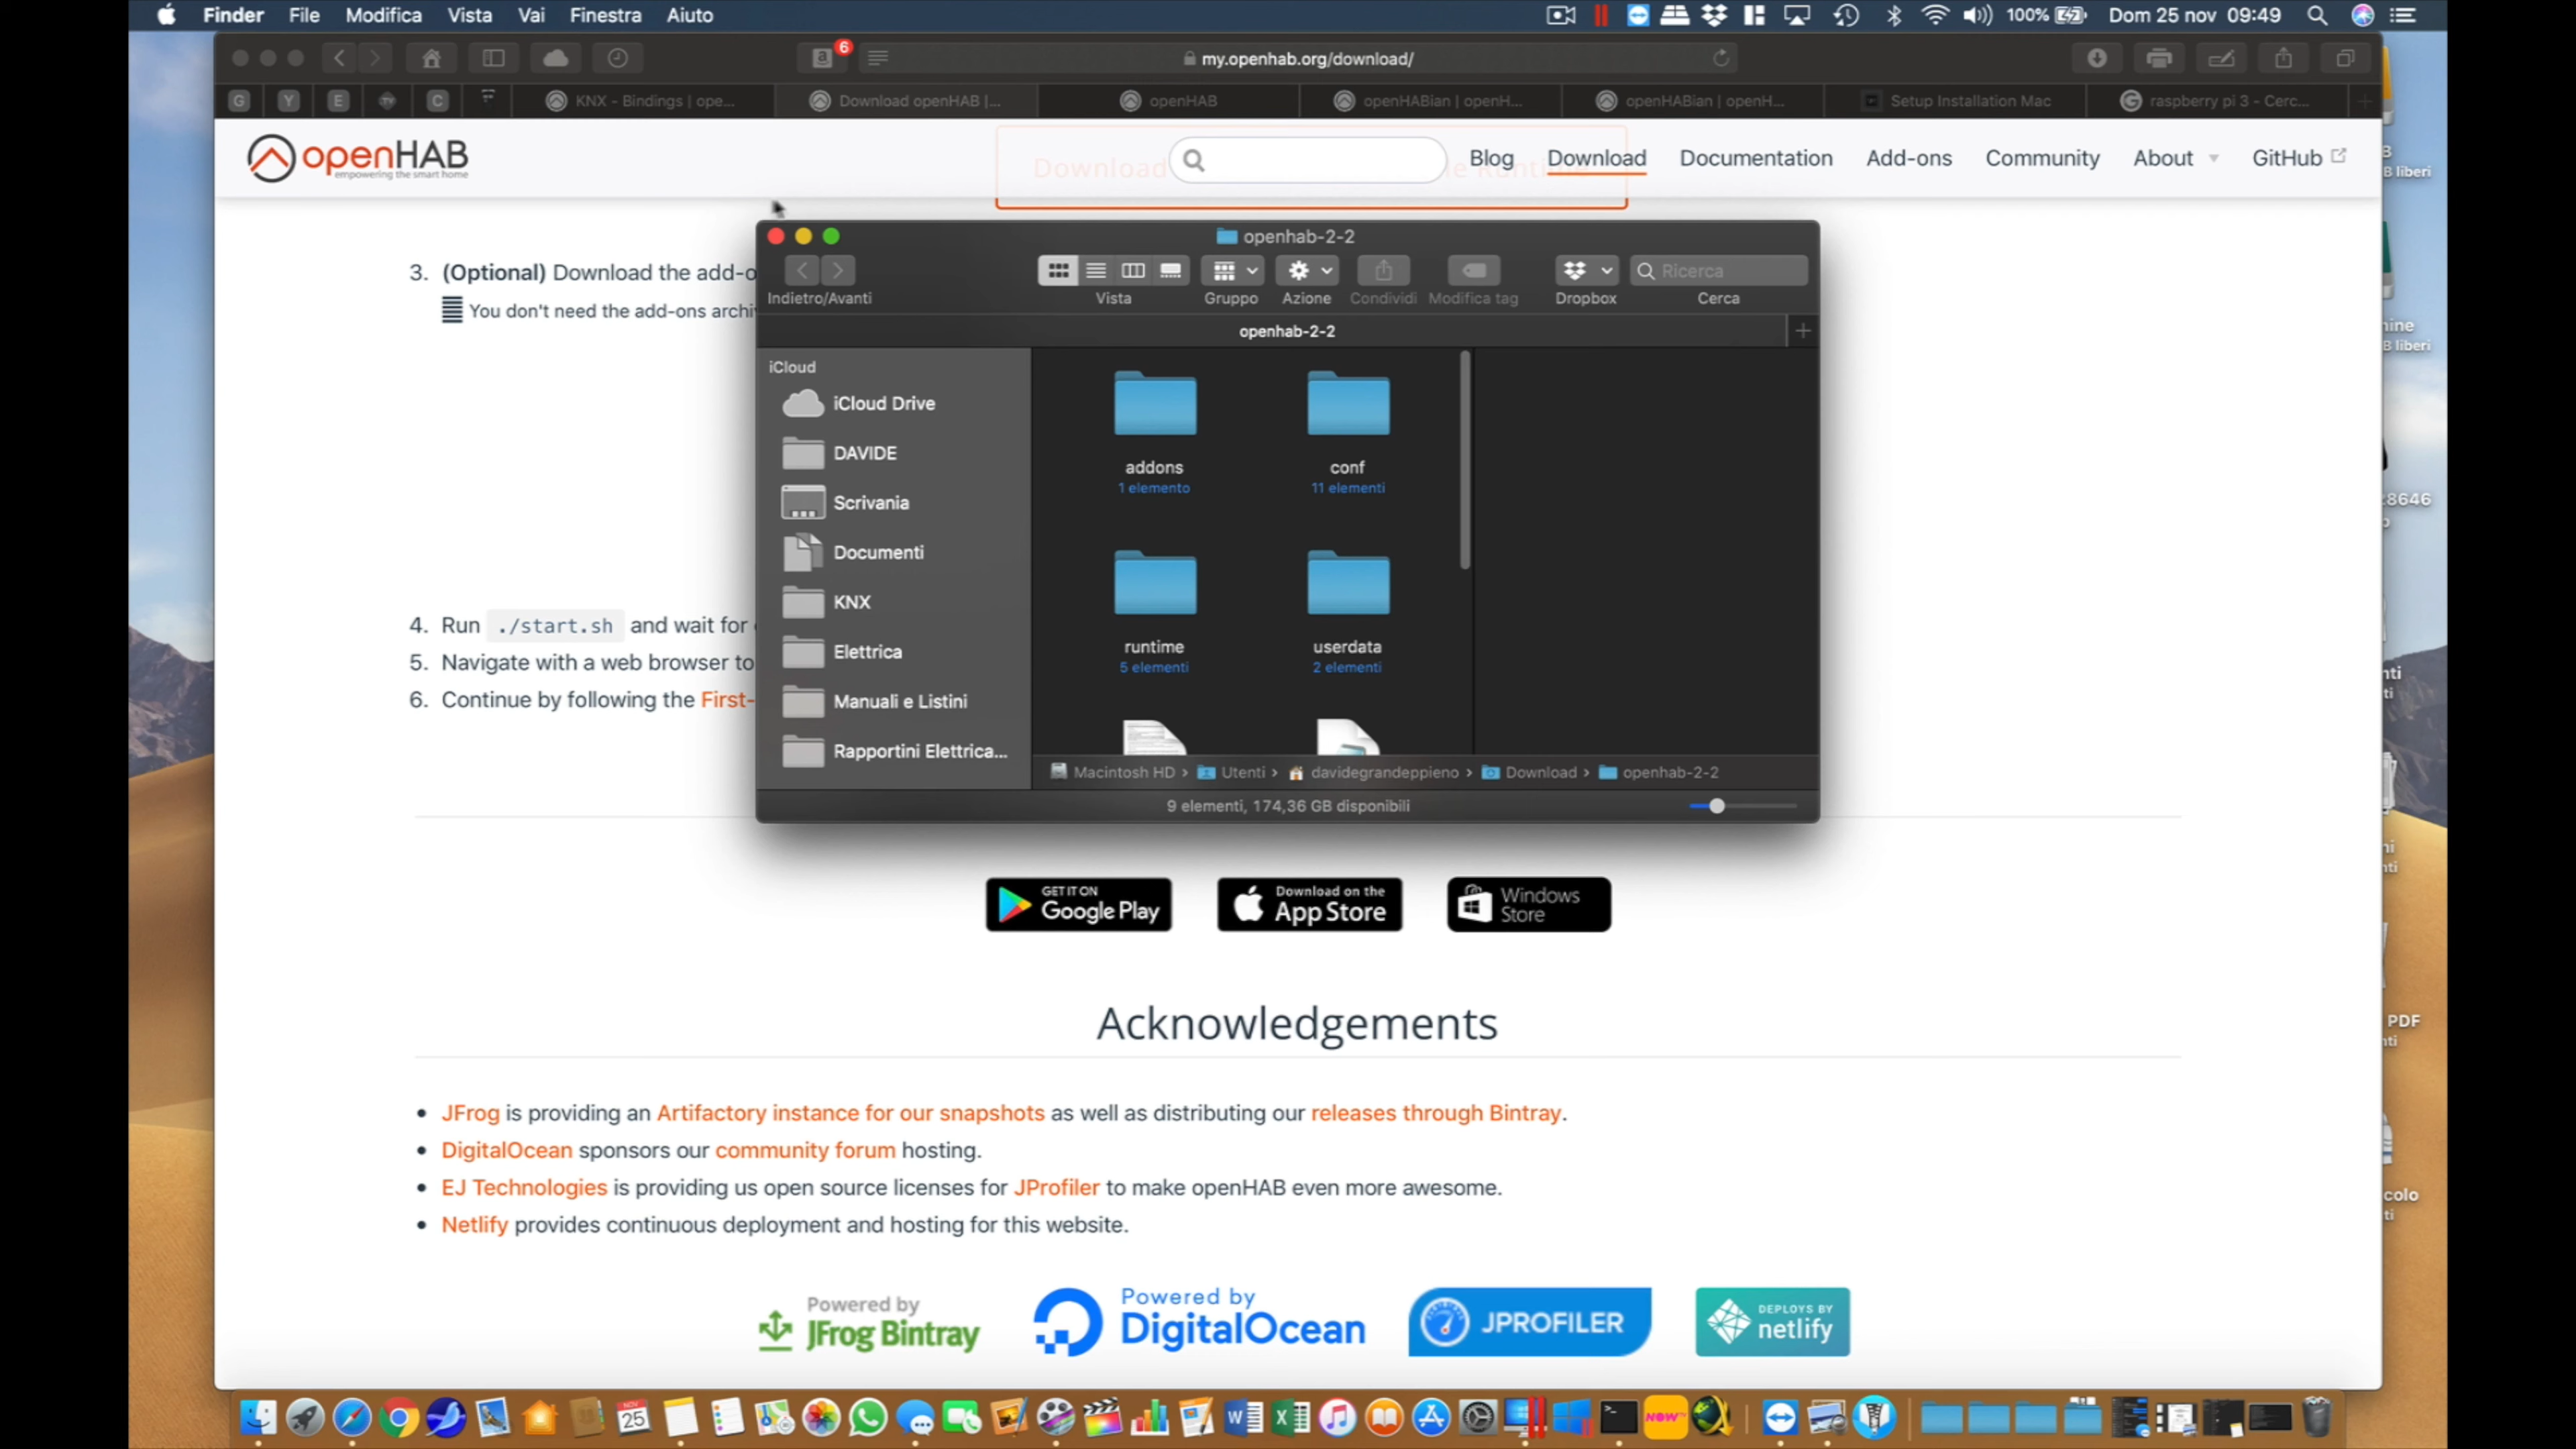 Finder File Modifica Vista Vai Finestra Aiuto 100% Dom 25 nov 09:49
6 my.openhab.org/download/
G Y E C KNX - Bindings | ope... Download openHAB |... openHAB openHABian | openH... openHABian | openH... Setup Installation Mac raspberry pi 3 - Cerc...
openHAB Blog Download Documentation Add-ons Community About GitHub
empowering the smart home
Download
3. (Optional) Download the add-o
You don't need the add-ons archi
4. Run ./start.sh and wait for
5. Navigate with a web browser to
6. Continue by following the First-
openhab-2-2
Ricerca
Indietro/Avanti Vista Gruppo Azione Condividi Modifica tag Dropbox Cerca
openhab-2-2
iCloud
iCloud Drive
DAVIDE
Scrivania
Documenti
KNX
Elettrica
Manuali e Listini
Rapportini Elettrica...
addons conf
1 elemento 11 elementi
runtime userdata
5 elementi 2 elementi
Macintosh HD › Utenti › davidegrandeppieno › Download › openhab-2-2
9 elementi, 174,36 GB disponibili
B liberi
B liberi
8646
PDF
colo
GET IT ON
Google Play
Download on the
App Store
Windows
Store
Acknowledgements
• JFrog is providing an Artifactory instance for our snapshots as well as distributing our releases through Bintray.
• DigitalOcean sponsors our community forum hosting.
• EJ Technologies is providing us open source licenses for JProfiler to make openHAB even more awesome.
• Netlify provides continuous deployment and hosting for this website.
Powered by
JFrog Bintray
Powered by
DigitalOcean
JPROFILER
DEPLOYS BY
netlify
NOV
25
NOW